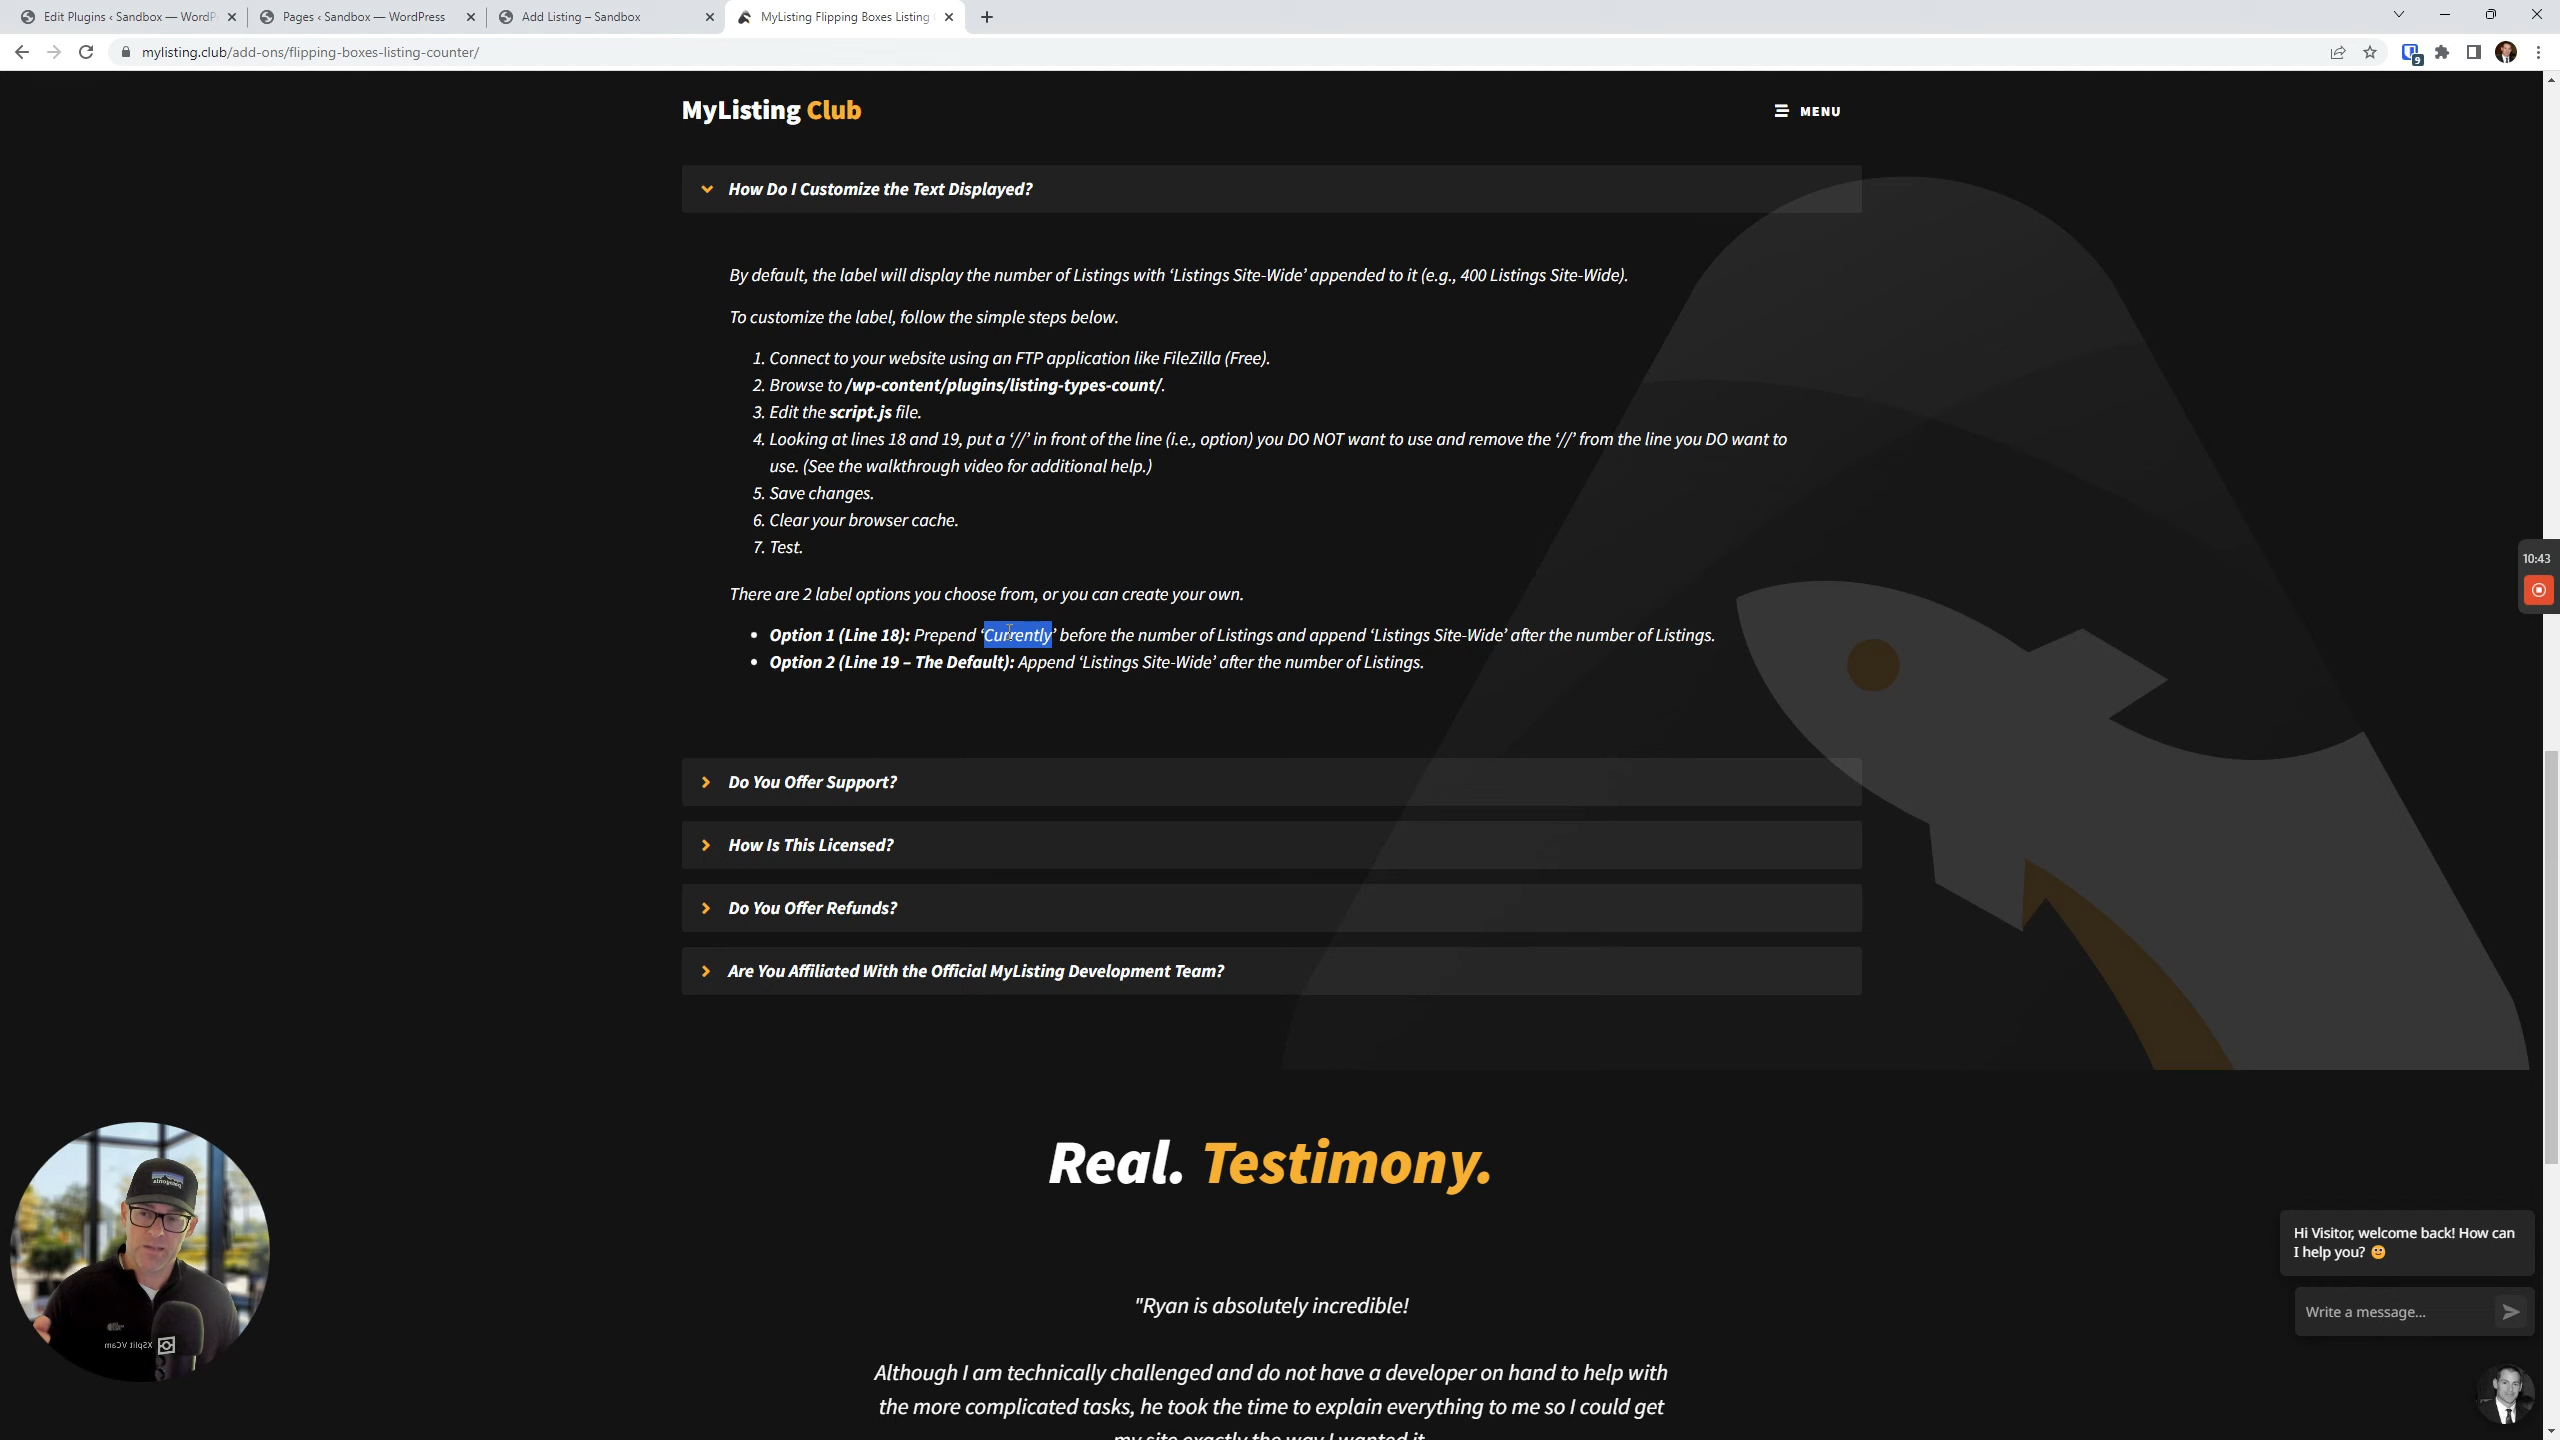 Edit Plugins ‹ Sandbox — WordP
Pages ‹ Sandbox — WordPress
Add Listing – Sandbox
MyListing Flipping Boxes Listing
mylisting.club/add-ons/flipping-boxes-listing-counter/
9
MyListing Club
MENU
How Do I Customize the Text Displayed?
By default, the label will display the number of Listings with ‘Listings Site-Wide’ appended to it (e.g., 400 Listings Site-Wide).
To customize the label, follow the simple steps below.
1. Connect to your website using an FTP application like FileZilla (Free).
2. Browse to /wp-content/plugins/listing-types-count/.
3. Edit the script.js file.
4. Looking at lines 18 and 19, put a ‘//’ in front of the line (i.e., option) you DO NOT want to use and remove the ‘//’ from the line you DO want to
use. (See the walkthrough video for additional help.)
5. Save changes.
6. Clear your browser cache.
7. Test.
10:43
There are 2 label options you choose from, or you can create your own.
• Option 1 (Line 18): Prepend ‘Currently’ before the number of Listings and append ‘Listings Site-Wide’ after the number of Listings.
• Option 2 (Line 19 – The Default): Append ‘Listings Site-Wide’ after the number of Listings.
Do You Offer Support?
How Is This Licensed?
Do You Offer Refunds?
Are You Affiliated With the Official MyListing Development Team?
Real. Testimony.
patagonia
XSplit VCam
Hi Visitor, welcome back! How can
I help you? 🙂
Write a message...
"Ryan is absolutely incredible!
Although I am technically challenged and do not have a developer on hand to help with
the more complicated tasks, he took the time to explain everything to me so I could get
my site exactly the way I wanted it